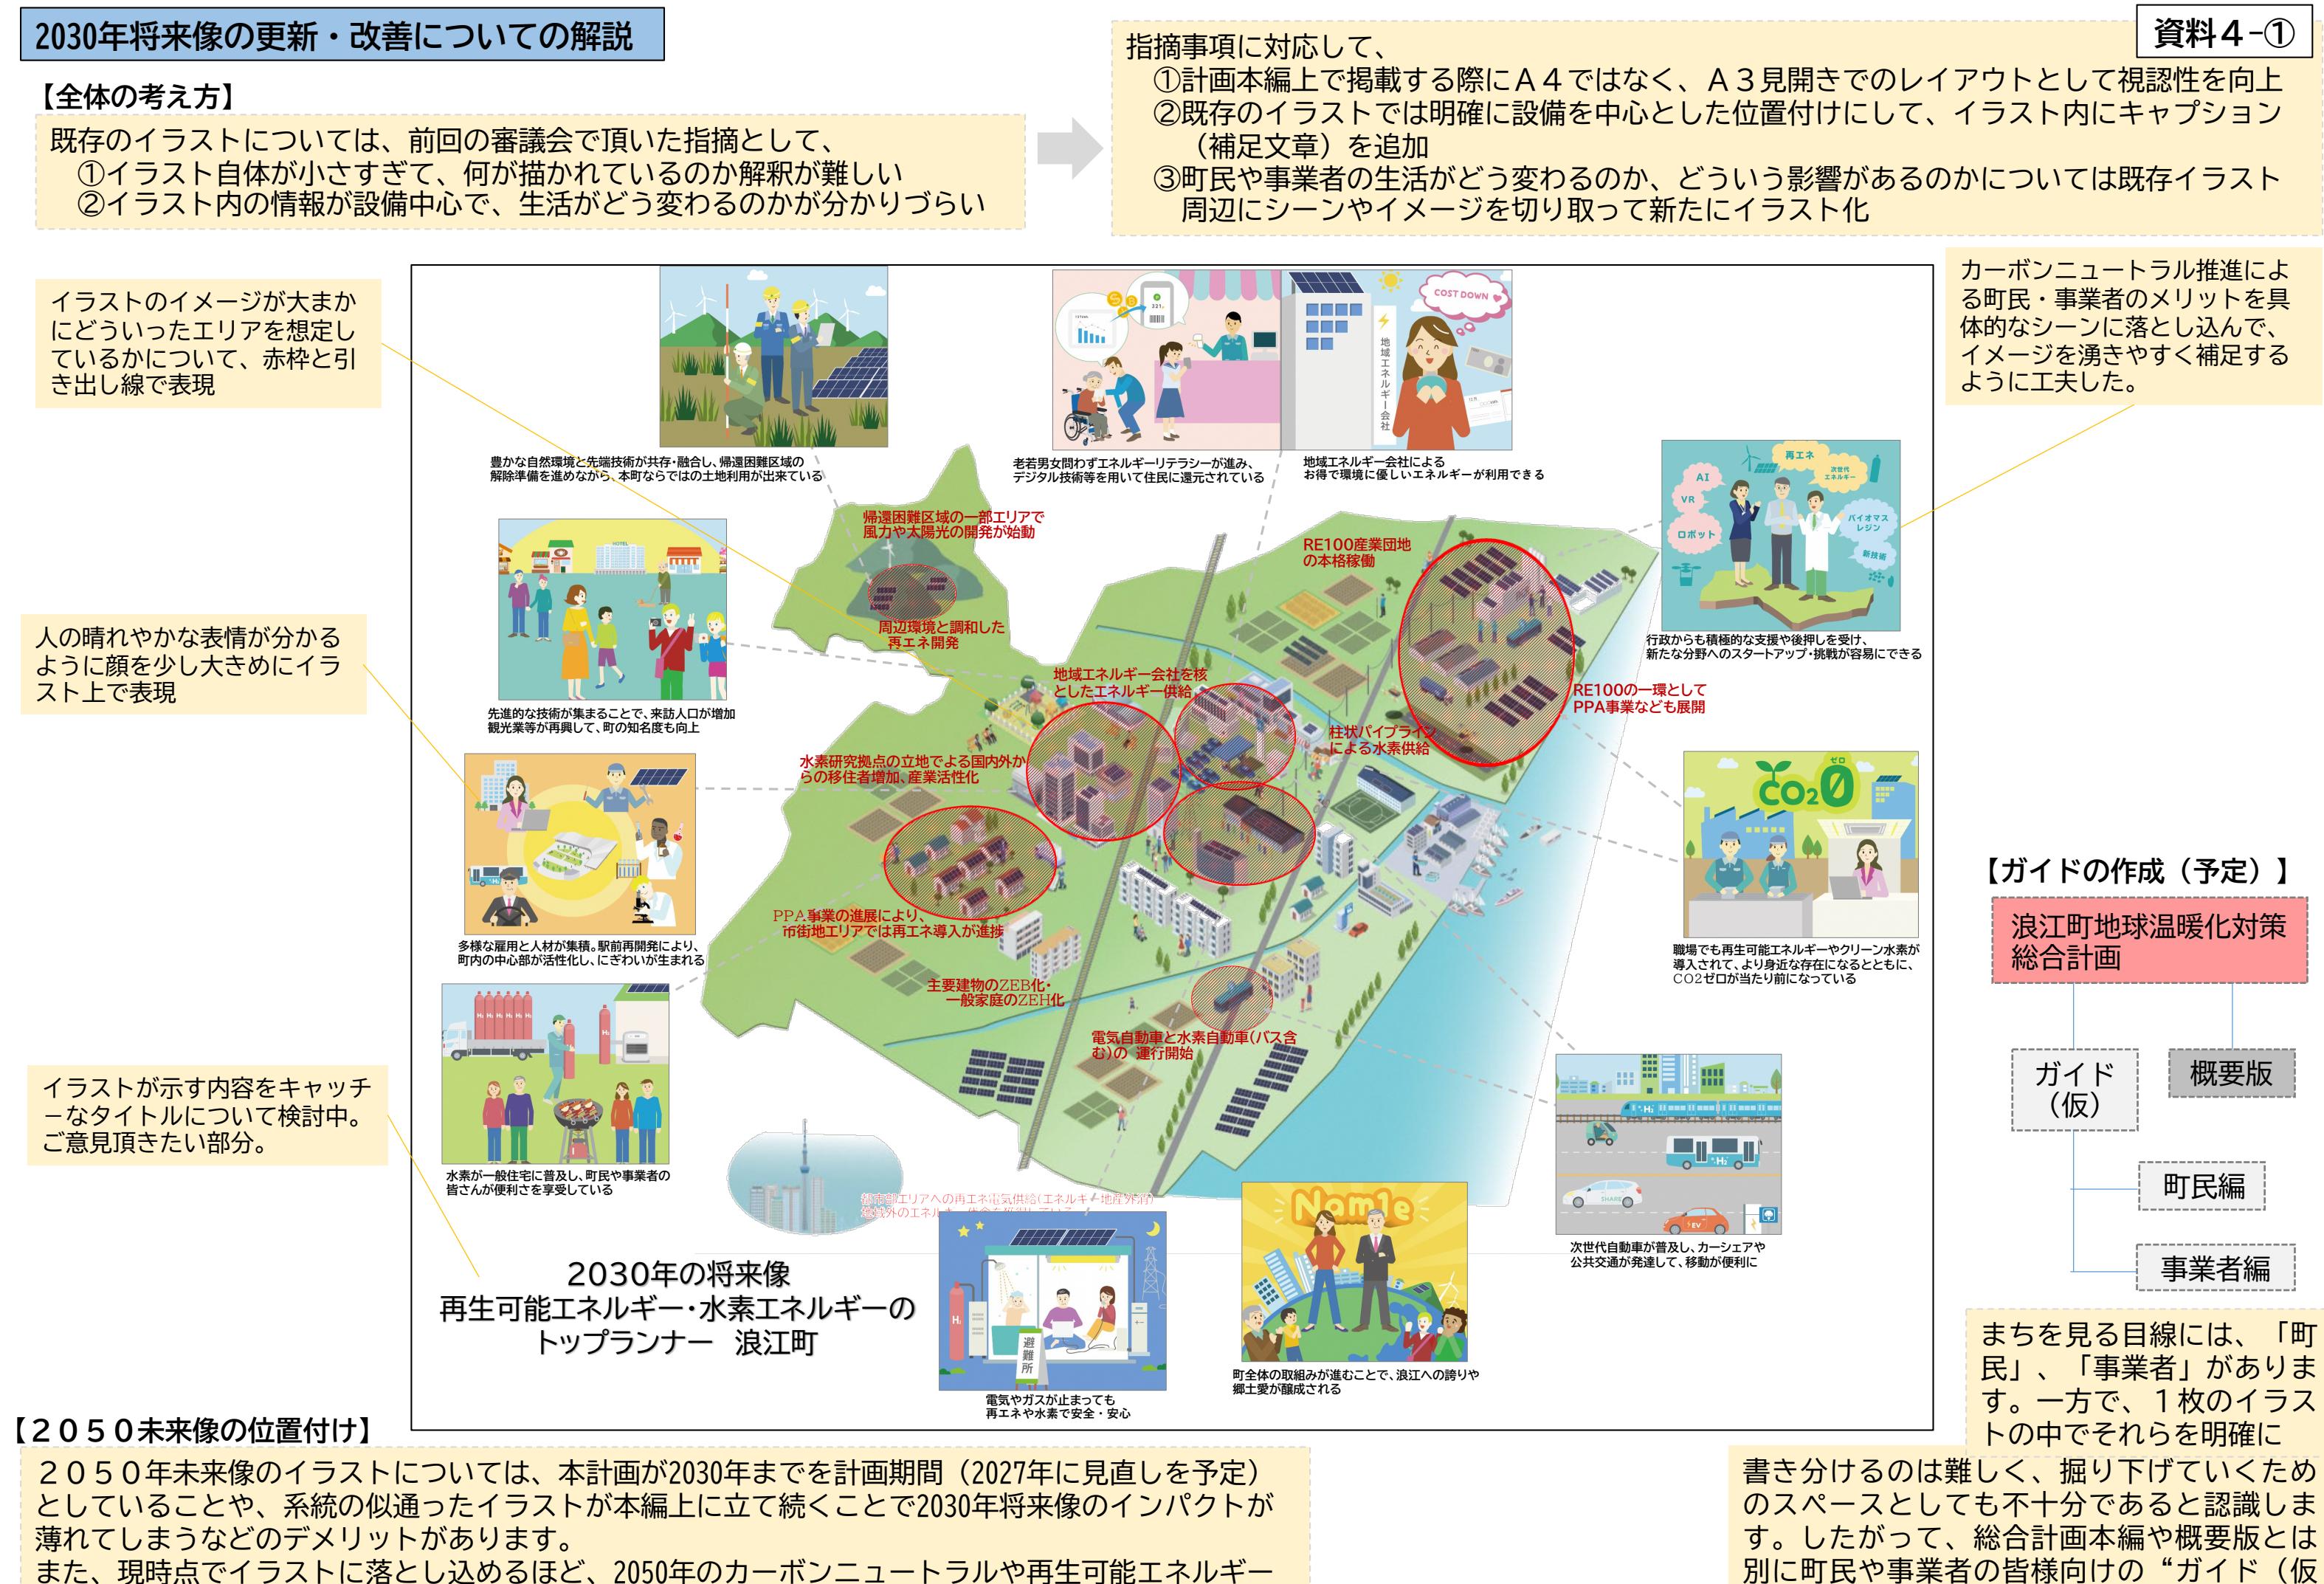 2030年将来像の更新・改善についての解説
資料４-①
【全体の考え方】
既存のイラストについては、前回の審議会で頂いた指摘として、
①イラスト自体が小さすぎて、何が描かれているのか解釈が難しい
②イラスト内の情報が設備中心で、生活がどう変わるのかが分かりづらい
指摘事項に対応して、
①計画本編上で掲載する際にＡ４ではなく、Ａ３見開きでのレイアウトとして視認性を向上
②既存のイラストでは明確に設備を中心とした位置付けにして、イラスト内にキャプション
（補足文章）を追加
③町民や事業者の生活がどう変わるのか、どういう影響があるのかについては既存イラスト
周辺にシーンやイメージを切り取って新たにイラスト化
イラストのイメージが大まか
にどういったエリアを想定し
ているかについて、赤枠と引
き出し線で表現
人の晴れやかな表情が分かる
ように顔を少し大きめにイラ
スト上で表現
イラストが示す内容をキャッチ
－なタイトルについて検討中。
ご意見頂きたい部分。
カーボンニュートラル推進によ
る町民・事業者のメリットを具
体的なシーンに落とし込んで、
イメージを湧きやすく補足する
ように工夫した。
豊かな自然環境と先端技術が共存・融合し、帰還困難区域の
解除準備を進めながら、本町ならではの土地利用が出来ている
COST DOWN
地域エネルギー会社
老若男女問わずエネルギーリテラシーが進み、
デジタル技術等を用いて住民に還元されている
地域エネルギー会社による
お得で環境に優しいエネルギーが利用できる
再エネ
次世代
エネルギー
AI
VR
ロボット
バイオマス
レジン
新技術
行政からも積極的な支援や後押しを受け、
新たな分野へのスタートアップ・挑戦が容易にできる
HOTEL
先進的な技術が集まることで、来訪人口が増加
観光業等が再興して、町の知名度も向上
帰還困難区域の一部エリアで
風力や太陽光の開発が始動
周辺環境と調和した
再エネ開発
RE100産業団地
の本格稼働
RE100の一環として
PPA事業なども展開
地域エネルギー会社を核
としたエネルギー供給
柱状パイプライン
による水素供給
水素研究拠点の立地でよる国内外か
らの移住者増加、産業活性化
PPA事業の進展により、
市街地エリアでは再エネ導入が進捗
主要建物のZEB化・
一般家庭のZEH化
電気自動車と水素自動車(バス含
む)の 運行開始
多様な雇用と人材が集積。駅前再開発により、
町内の中心部が活性化し、にぎわいが生まれる
ゼロ
CO₂0
職場でも再生可能エネルギーやクリーン水素が
導入されて、より身近な存在になるとともに、
CO2ゼロが当たり前になっている
H₂ H₂ H₂ H₂ H₂
H₂
水素が一般住宅に普及し、町民や事業者の
皆さんが便利さを享受している
都市部エリアへの再エネ電気供給(エネルギー地産外消)
H₂
H₂
SHARE
EV
次世代自動車が普及し、カーシェアや
公共交通が発達して、移動が便利に
2030年の将来像
再生可能エネルギー・水素エネルギーの
トップランナー　浪江町
H₂
避難所
電気やガスが止まっても
再エネや水素で安全・安心
Namie
町全体の取組みが進むことで、浪江への誇りや
郷土愛が醸成される
【ガイドの作成（予定）】
浪江町地球温暖化対策
総合計画
ガイド
（仮）
概要版
町民編
事業者編
まちを見る目線には、「町
民」、「事業者」がありま
す。一方で、１枚のイラス
トの中でそれらを明確に
書き分けるのは難しく、掘り下げていくため
のスペースとしても不十分であると認識しま
す。したがって、総合計画本編や概要版とは
別に町民や事業者の皆様向けの“ガイド（仮
【２０５０未来像の位置付け】
２０５０年未来像のイラストについては、本計画が2030年までを計画期間（2027年に見直しを予定）
としていることや、系統の似通ったイラストが本編上に立て続くことで2030年将来像のインパクトが
薄れてしまうなどのデメリットがあります。
また、現時点でイラストに落とし込めるほど、2050年のカーボンニュートラルや再生可能エネルギー